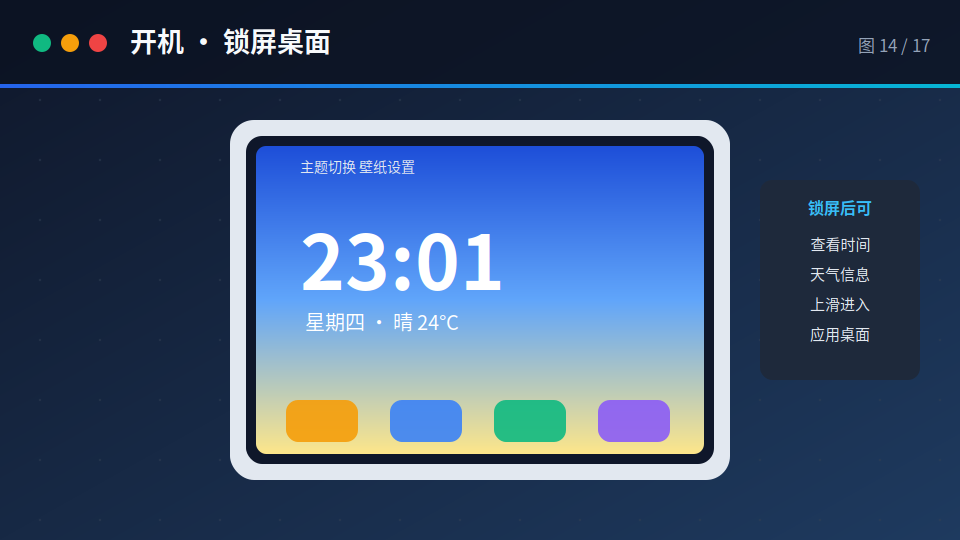 开机 · 锁屏桌面
图 14 / 17
主题切换 壁纸设置
23:01
星期四 · 晴 24℃
锁屏后可
查看时间
天气信息
上滑进入
应用桌面